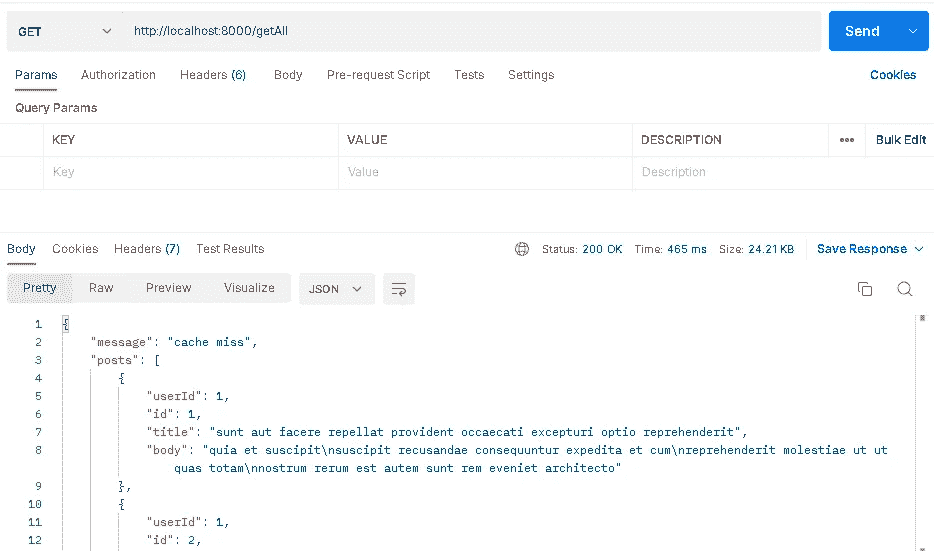 GET http://localhost:8000/getAll Send
Params Authorization Headers (6) Body Pre-request Script Tests Settings Cookies
Query Params
KEY VALUE DESCRIPTION ••• Bulk Edit
Key Value Description
Body Cookies Headers (7) Test Results Status: 200 OK Time: 465 ms Size: 24.21 KB Save Response
Pretty Raw Preview Visualize JSON
1 {
2 "message": "cache miss",
3 "posts": [
4 {
5 "userId": 1,
6 "id": 1,
7 "title": "sunt aut facere repellat provident occaecati excepturi optio reprehenderit",
8 "body": "quia et suscipit\nsuscipit recusandae consequuntur expedita et cum\nreprehenderit molestiae ut ut
quas totam\nnostrum rerum est autem sunt rem eveniet architecto"
9 },
10 {
11 "userId": 1,
12 "id": 2,